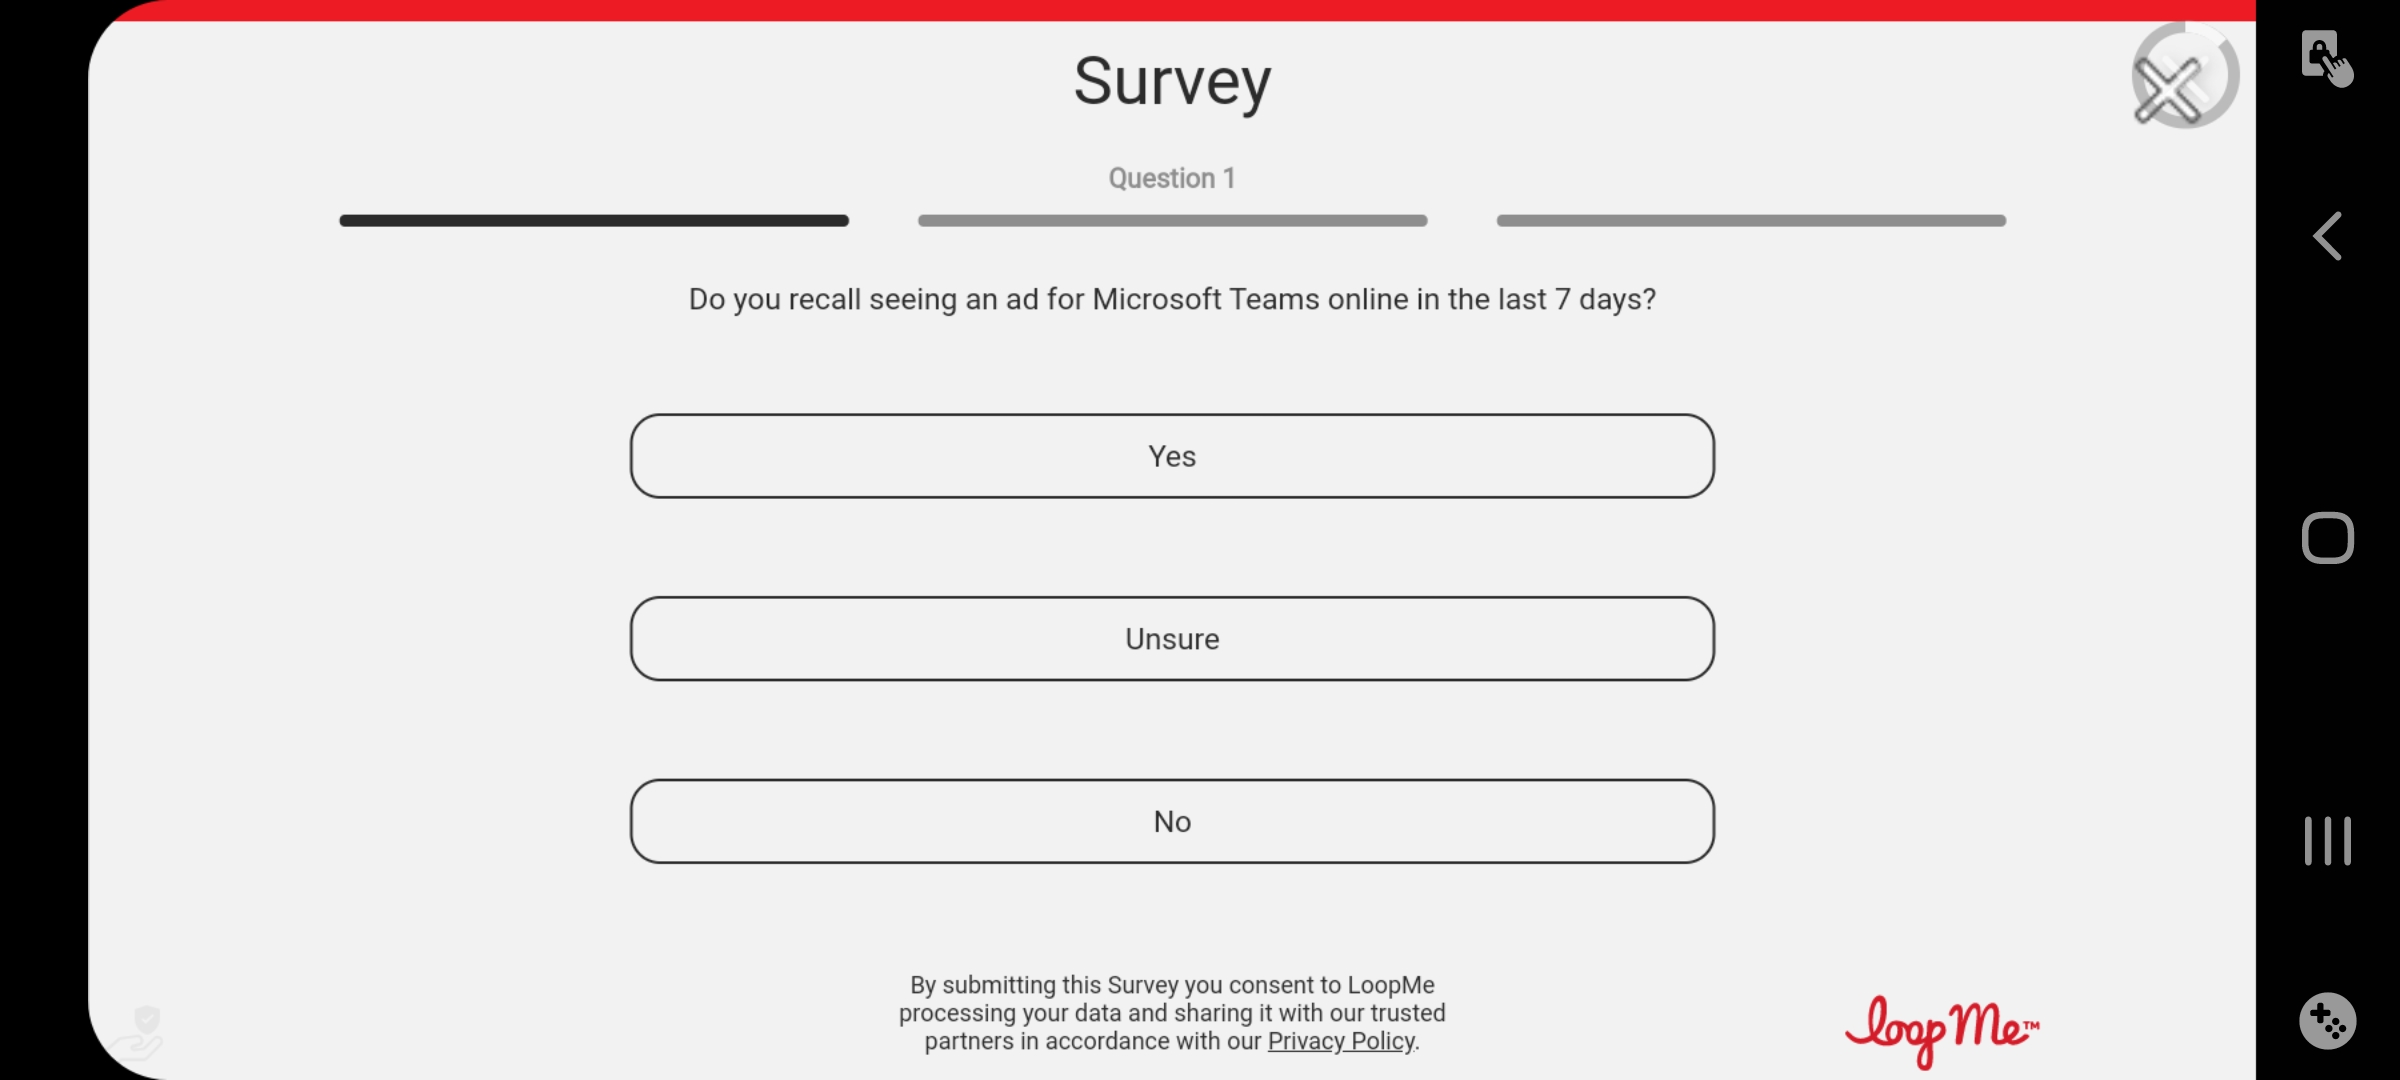 Survey
Question 1
Do you recall seeing an ad for Microsoft Teams online in the last 7 days?
Yes
Unsure
No
By submitting this Survey you consent to LoopMe
processing your data and sharing it with our trusted
partners in accordance with our Privacy Policy.
loopMe™